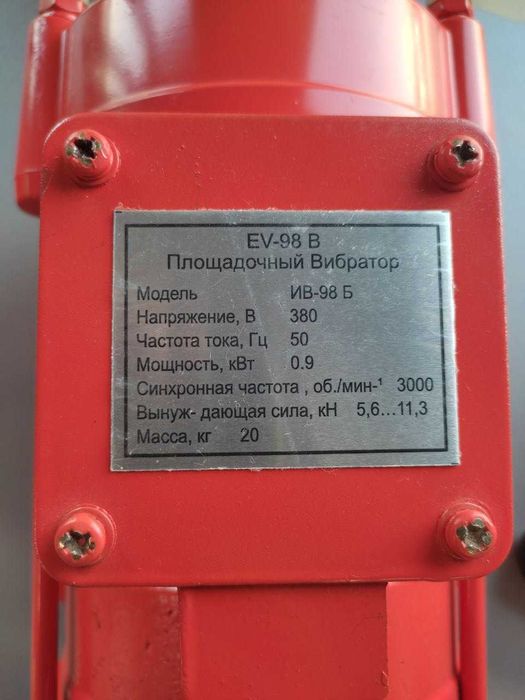 EV-98 B
Площадочный Вибратор
Модель ИВ-98 Б
Напряжение, В 380
Частота тока, Гц 50
Мощность, кВт 0.9
Синхронная частота , об./мин-¹ 3000
Вынуж- дающая сила, кН 5,6...11,3
Масса, кг 20